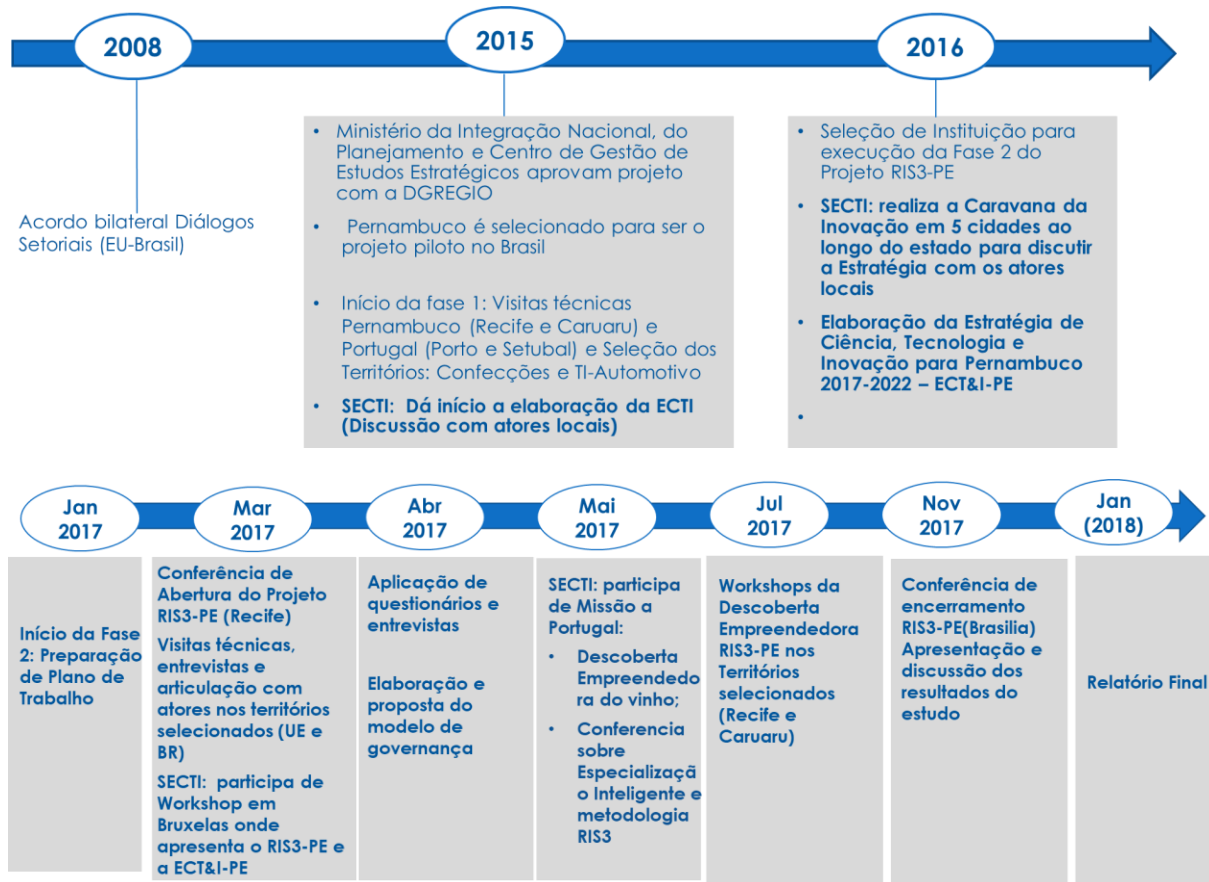 2008
2015
2016
Acordo bilateral Diálogos
Setoriais (EU-Brasil)
• Ministério da Integração Nacional, do
Planejamento e Centro de Gestão de
Estudos Estratégicos aprovam projeto
com a DGREGIO
• Pernambuco é selecionado para ser o
projeto piloto no Brasil
• Início da fase 1: Visitas técnicas
Pernambuco (Recife e Caruaru) e
Portugal (Porto e Setubal) e Seleção dos
Territórios: Confecções e TI-Automotivo
• SECTI: Dá início a elaboração da ECTI
(Discussão com atores locais)
• Seleção de Instituição para
execução da Fase 2 do
Projeto RIS3-PE
• SECTI: realiza a Caravana da
Inovação em 5 cidades ao
longo do estado para discutir
a Estratégia com os atores
locais
• Elaboração da Estratégia de
Ciência, Tecnologia e
Inovação para Pernambuco
2017-2022 – ECT&I-PE
•
Jan
2017
Mar
2017
Abr
2017
Mai
2017
Jul
2017
Nov
2017
Jan
(2018)
Início da Fase
2: Preparação
de Plano de
Trabalho
Conferência de
Abertura do Projeto
RIS3-PE (Recife)
Visitas técnicas,
entrevistas e
articulação com
atores nos territórios
selecionados (UE e
BR)
SECTI: participa de
Workshop em
Bruxelas onde
apresenta o RIS3-PE e
a ECT&I-PE
Aplicação de
questionários e
entrevistas
Elaboração e
proposta do
modelo de
governança
SECTI: participa
de Missão a
Portugal:
• Descoberta
Empreendedo
ra do vinho;
• Conferencia
sobre
Especializaçã
o Inteligente e
metodologia
RIS3
Workshops da
Descoberta
Empreendedora
RIS3-PE nos
Territórios
selecionados
(Recife e
Caruaru)
Conferência de
encerramento
RIS3-PE(Brasilia)
Apresentação e
discussão dos
resultados do
estudo
Relatório Final